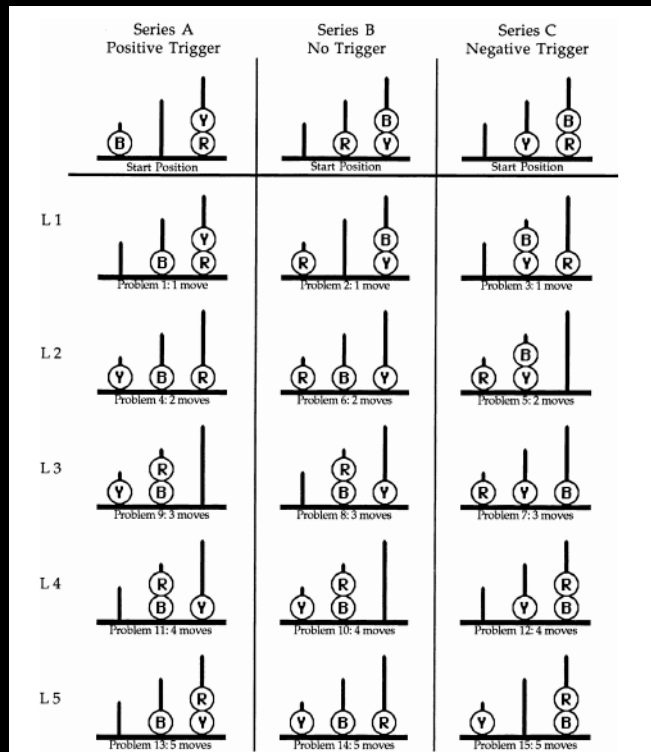 Series A Series B Series C
Positive Trigger No Trigger Negative Trigger
Y B B
B R R Y Y R
Start Position Start Position Start Position
L 1
Y B B
B R R Y Y R
Problem 1: 1 move Problem 2: 1 move Problem 3: 1 move
L 2
B
Y B R R B Y R Y
Problem 4: 2 moves Problem 6: 2 moves Problem 5: 2 moves
L 3
R R
Y B B Y R Y B
Problem 9: 3 moves Problem 8: 3 moves Problem 7: 3 moves
L 4
R R R
B Y Y B Y B
Problem 11: 4 moves Problem 10: 4 moves Problem 12: 4 moves
L 5
R R
B Y Y B R Y B
Problem 13: 5 moves Problem 14: 5 moves Problem 15: 5 moves